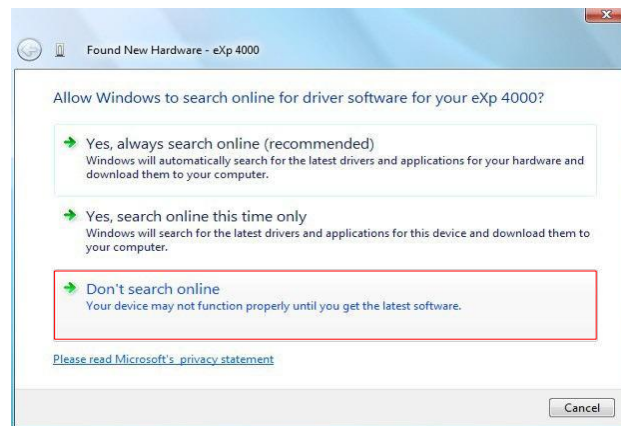 Found New Hardware - eXp 4000
Allow Windows to search online for driver software for your eXp 4000?
Yes, always search online (recommended)
Windows will automatically search for the latest drivers and applications for your hardware and
download them to your computer.
Yes, search online this time only
Windows will search for the latest drivers and applications for this device and download them to
your computer.
Don't search online
Your device may not function properly until you get the latest software.
Please read Microsoft's privacy statement
Cancel